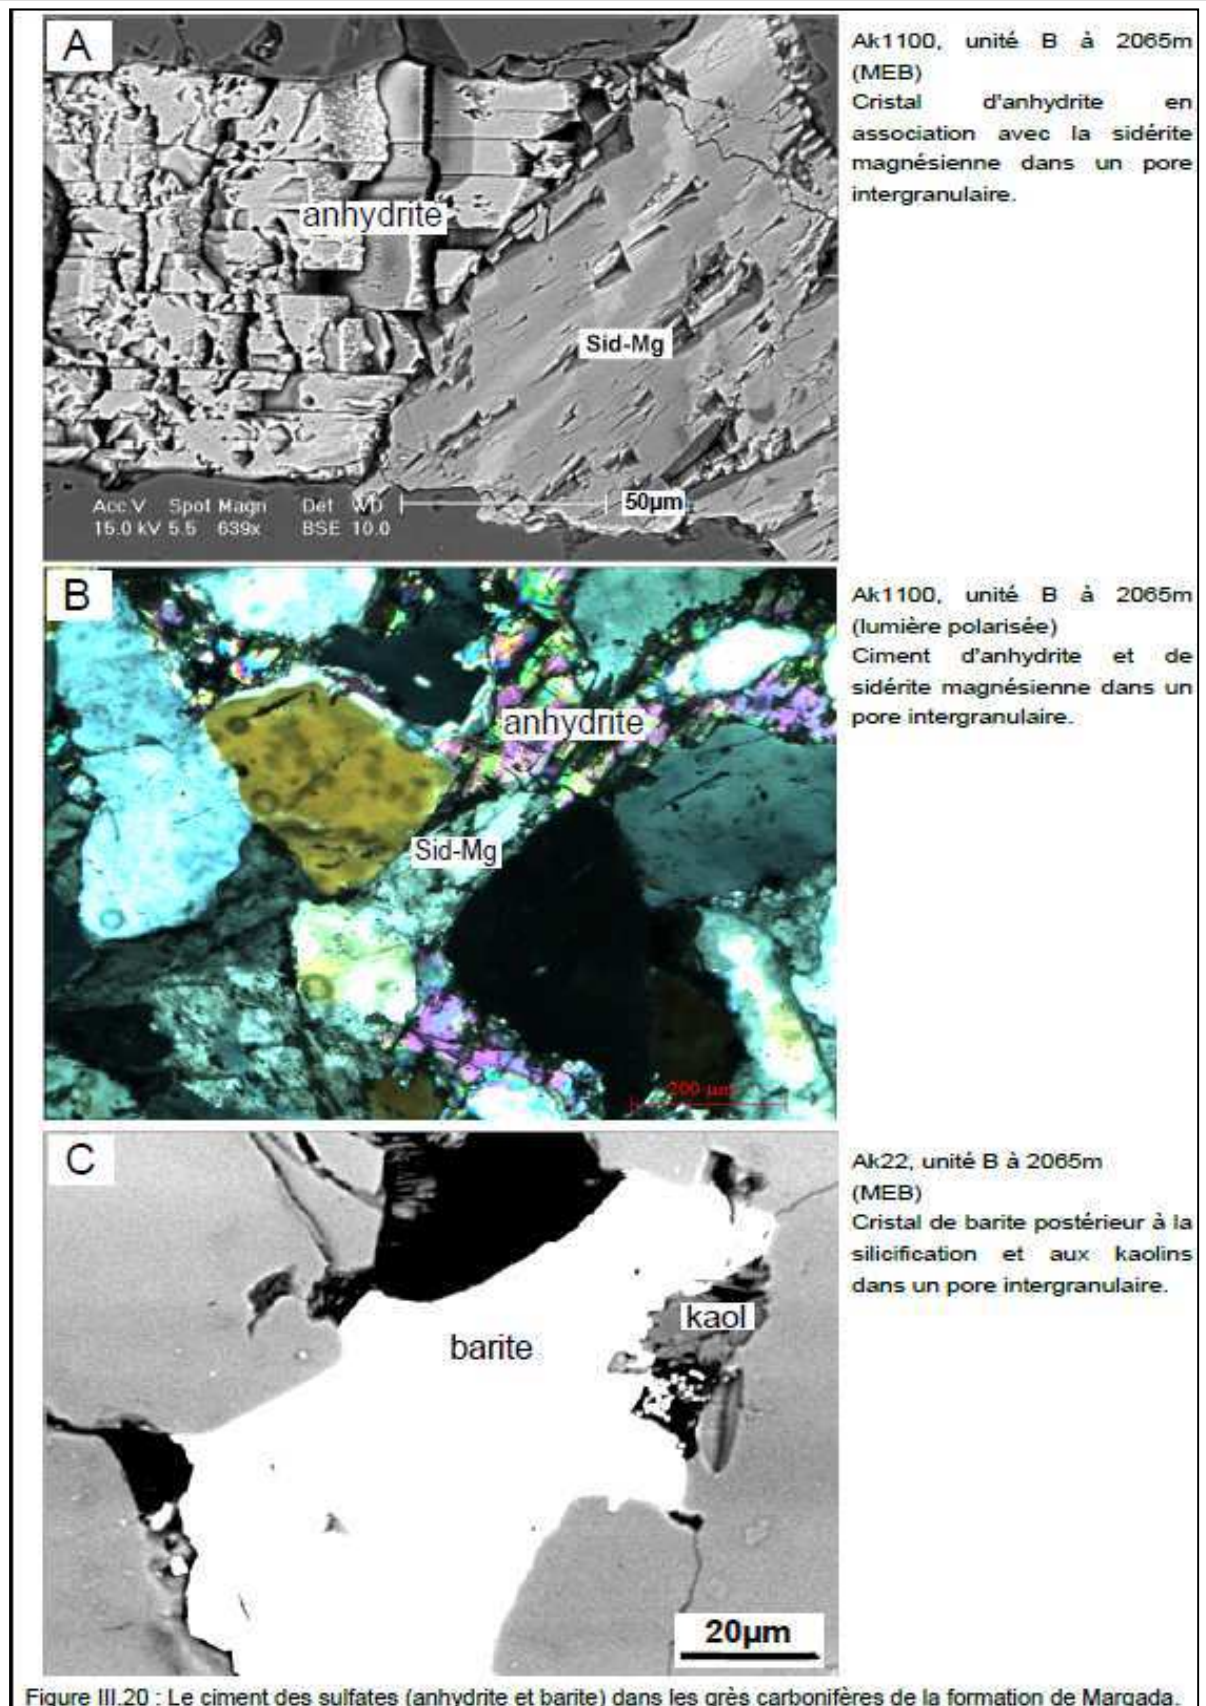 A
Ak1100, unité B à 2065m
(MEB)
Cristal d'anhydrite en
association avec la sidérite
magnésienne dans un pore
intergranulaire.
anhydrite
Sid-Mg
Acc.V Spot Magn Det WD
15.0 kV 5.5 639x BSE 10.0
50µm
B
Ak1100, unité B à 2065m
(lumière polarisée)
Ciment d'anhydrite et de
sidérite magnésienne dans un
pore intergranulaire.
anhydrite
Sid-Mg
200 µm
C
Ak22, unité B à 2065m
(MEB)
Cristal de barite postérieur à la
silicification et aux kaolins
dans un pore intergranulaire.
kaol
barite
20µm
Figure III.20 : Le ciment des sulfates (anhydrite et barite) dans les grès carbonifères de la formation de Margada.